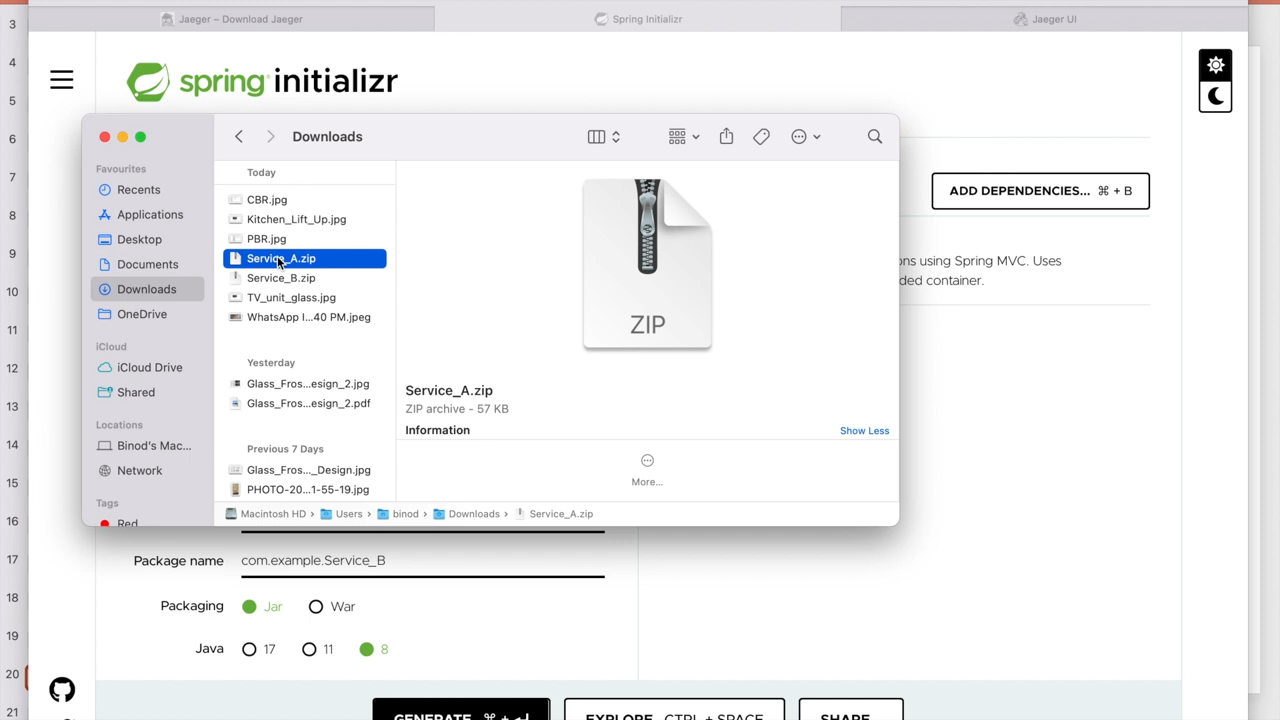 3
4
5
6
7
8
9
10
11
12
13
14
15
16
17
18
19
20
21
Jaeger – Download Jaeger
Spring Initializr
Jaeger UI
spring initializr
ADD DEPENDENCIES... ⌘ + B
ons using Spring MVC. Uses
ded container.
Downloads
Favourites
Recents
Applications
Desktop
Documents
Downloads
OneDrive
iCloud
iCloud Drive
Shared
Locations
Binod's Mac...
Network
Tags
Red
Today
CBR.jpg
Kitchen_Lift_Up.jpg
PBR.jpg
Service_A.zip
Service_B.zip
TV_unit_glass.jpg
WhatsApp I...40 PM.jpeg
Yesterday
Glass_Fros...esign_2.jpg
Glass_Fros...esign_2.pdf
Previous 7 Days
Glass_Fros..._Design.jpg
PHOTO-20...1-55-19.jpg
ZIP
Service_A.zip
ZIP archive - 57 KB
Information
Show Less
More...
Macintosh HD › Users › binod › Downloads › Service_A.zip
Package name com.example.Service_B
Packaging Jar War
Java 17 11 8
GENERATE ⌘ + ↵
EXPLORE CTRL + SPACE
SHARE...